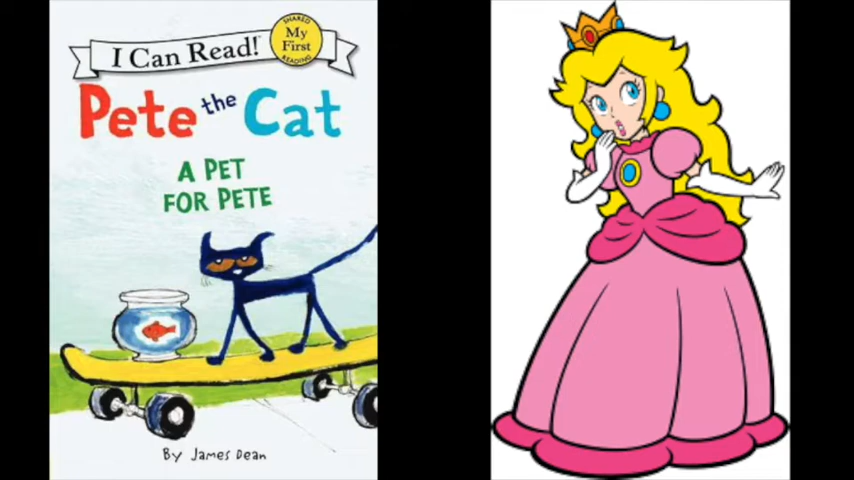 I Can Read!
SHARED
My
First
READING
Pete the Cat
A PET
FOR PETE
By James Dean